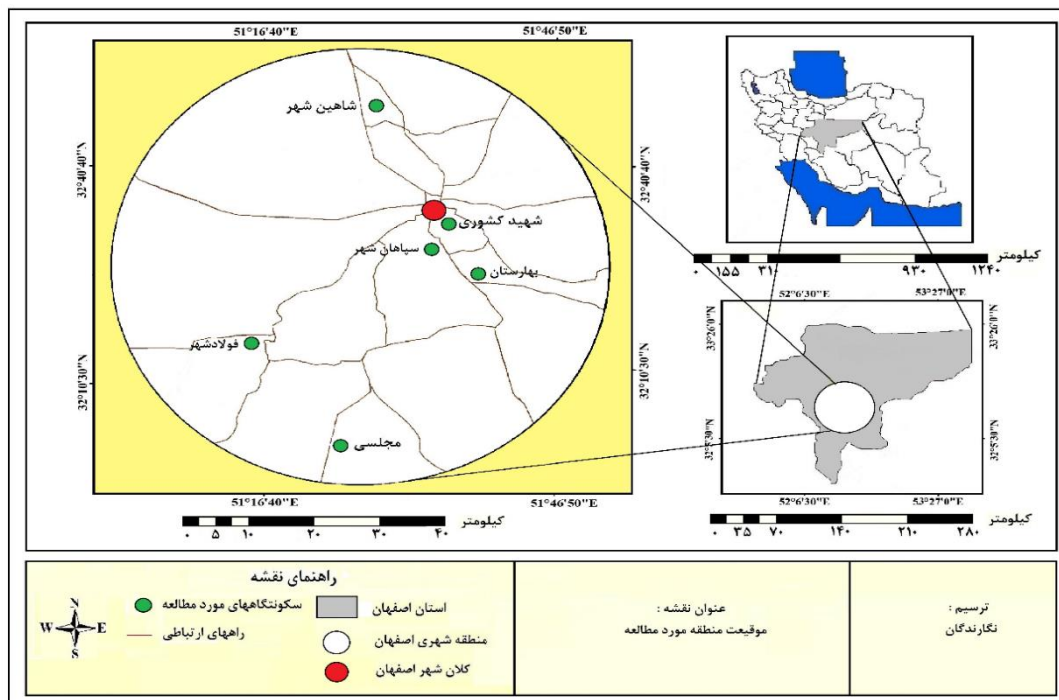 51°16'40"E
51°46'50"E
32°40'40"N
32°40'40"N
شاهین شهر
شهید کشوری
سپاهان شهر
بهارستان
فولادشهر
مجلسی
32°10'30"N
32°10'30"N
51°16'40"E
51°46'50"E
۰ ۵ ۱۰ ۲۰ ۳۰ ۴۰
کیلومتر
۰ ۱۵۵ ۳۱۰ ۹۳۰ ۱۲۴۰
کیلومتر
52°6'30"E
53°27'0"E
33°26'0"N
33°26'0"N
32°5'30"N
32°5'30"N
52°6'30"E
53°27'0"E
۰ ۳۵ ۷۰ ۱۴۰ ۲۱۰ ۲۸۰
کیلومتر
راهنمای نقشه
استان اصفهان
منطقه شهری اصفهان
کلان شهر اصفهان
سکونتگاههای مورد مطالعه
راههای ارتباطی
N
W E
S
عنوان نقشه :
موقیعت منطقه مورد مطالعه
ترسیم :
نگارندگان